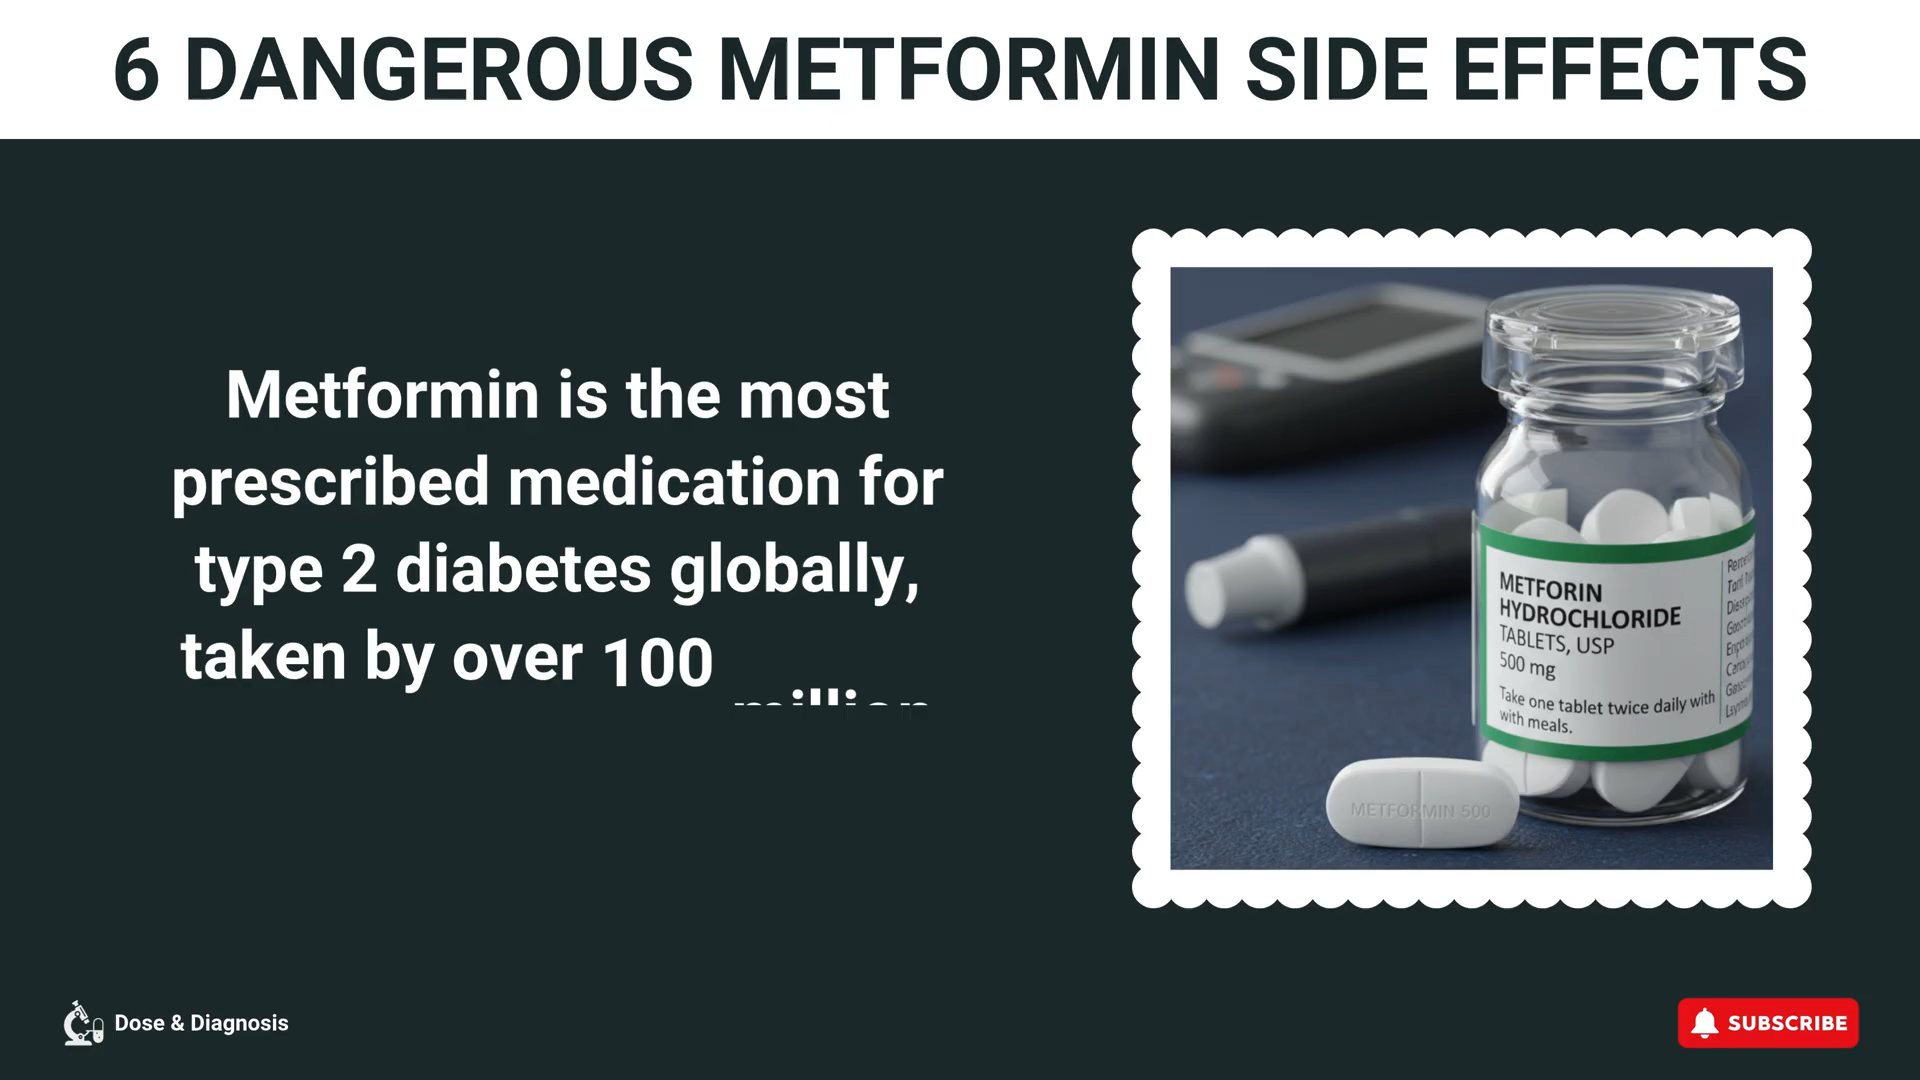 6 DANGEROUS METFORMIN SIDE EFFECTS
Metformin is the most
prescribed medication for
type 2 diabetes globally,
taken by over 100
million
METFORIN
HYDROCHLORIDE
TABLETS, USP
500 mg
Take one tablet twice daily with
with meals.
METFORMIN 500
Dose & Diagnosis
SUBSCRIBE